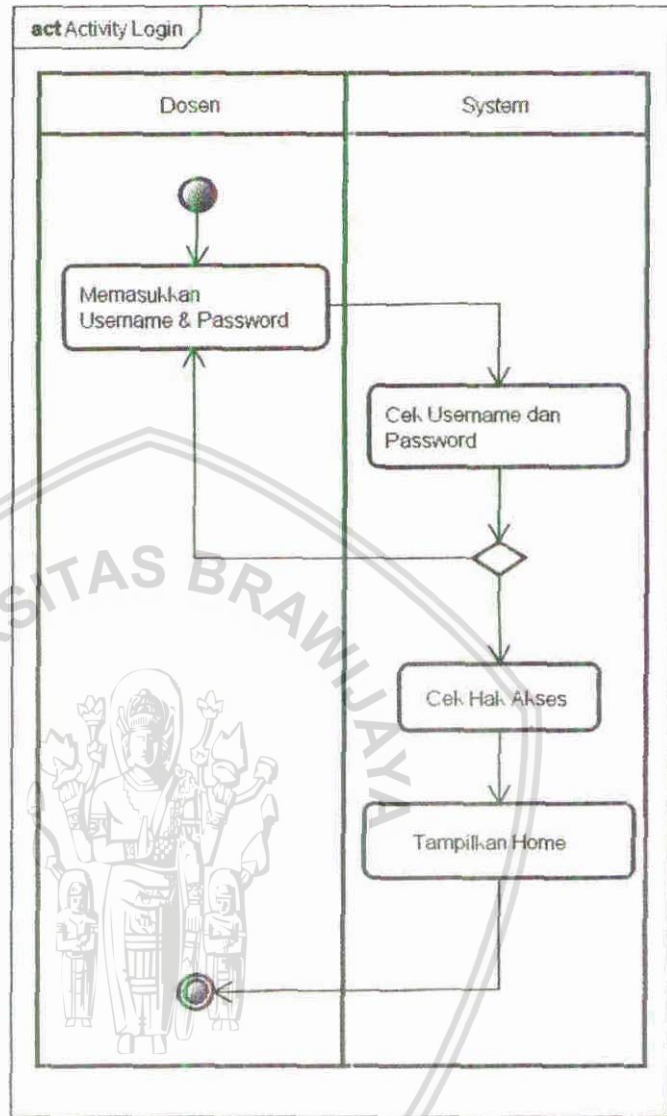 act Activity Login
Dosen
System
Memasukkan
Username & Password
Cek Username dan
Password
Cek Hak Akses
Tampilkan Home
SITAS BRAWIJAYA